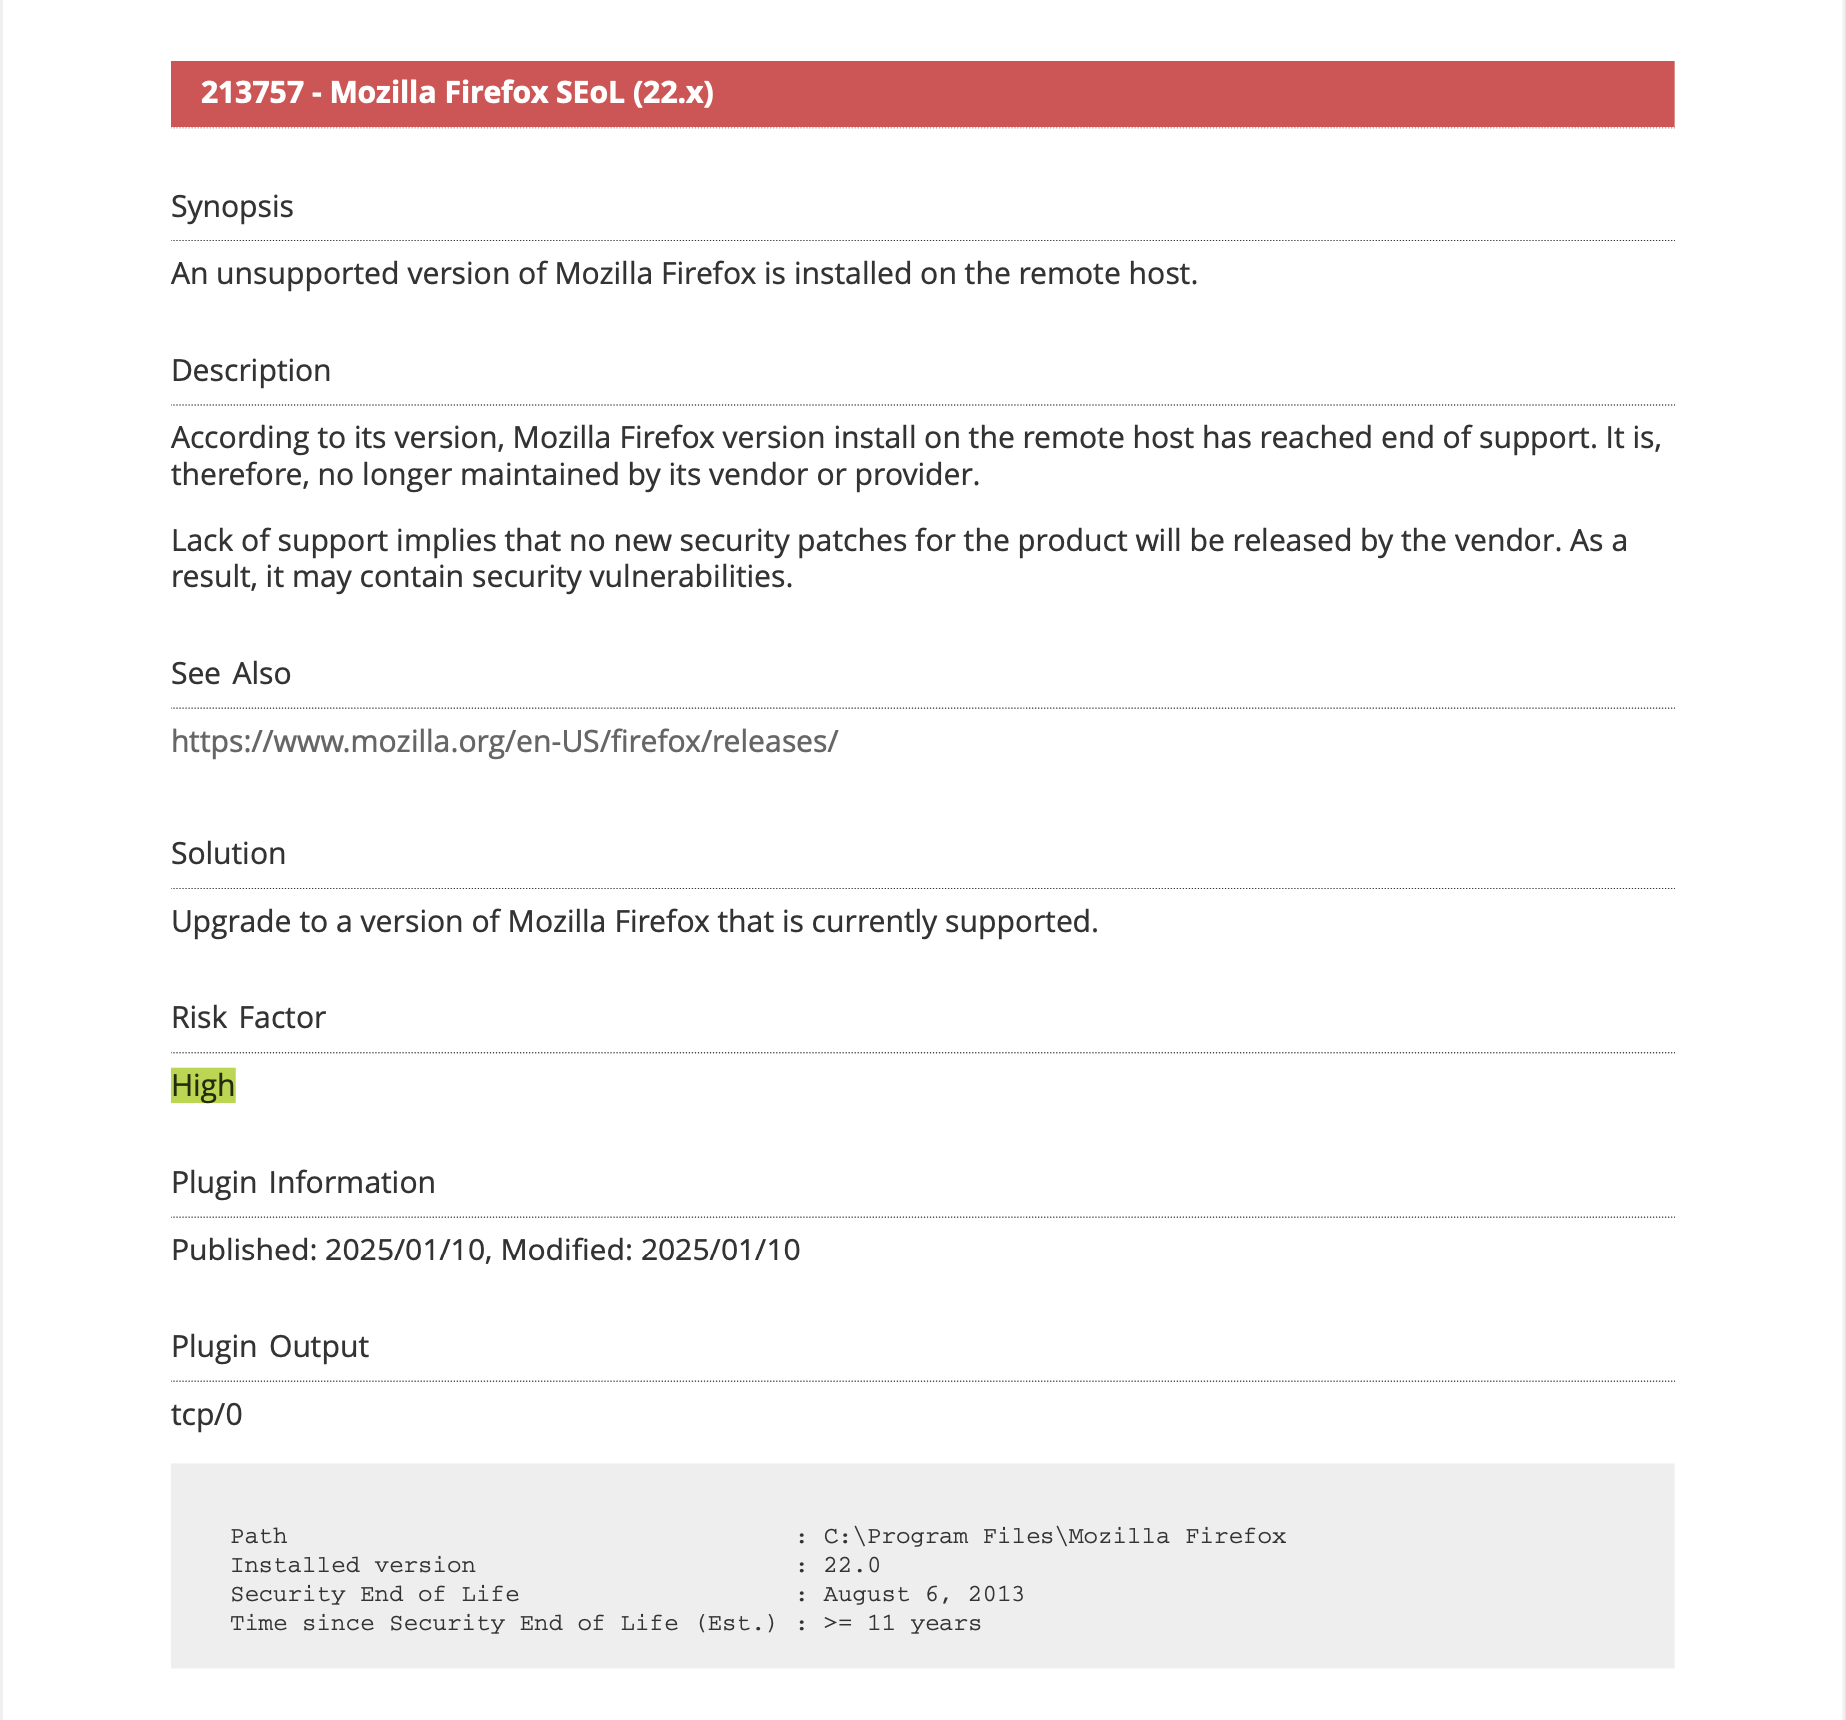 213757 - Mozilla Firefox SEoL (22.x)
Synopsis
An unsupported version of Mozilla Firefox is installed on the remote host.
Description
According to its version, Mozilla Firefox version install on the remote host has reached end of support. It is,
therefore, no longer maintained by its vendor or provider.
Lack of support implies that no new security patches for the product will be released by the vendor. As a
result, it may contain security vulnerabilities.
See Also
https://www.mozilla.org/en-US/firefox/releases/
Solution
Upgrade to a version of Mozilla Firefox that is currently supported.
Risk Factor
High
Plugin Information
Published: 2025/01/10, Modified: 2025/01/10
Plugin Output
tcp/0
Path : C:\Program Files\Mozilla Firefox
Installed version : 22.0
Security End of Life : August 6, 2013
Time since Security End of Life (Est.) : >= 11 years